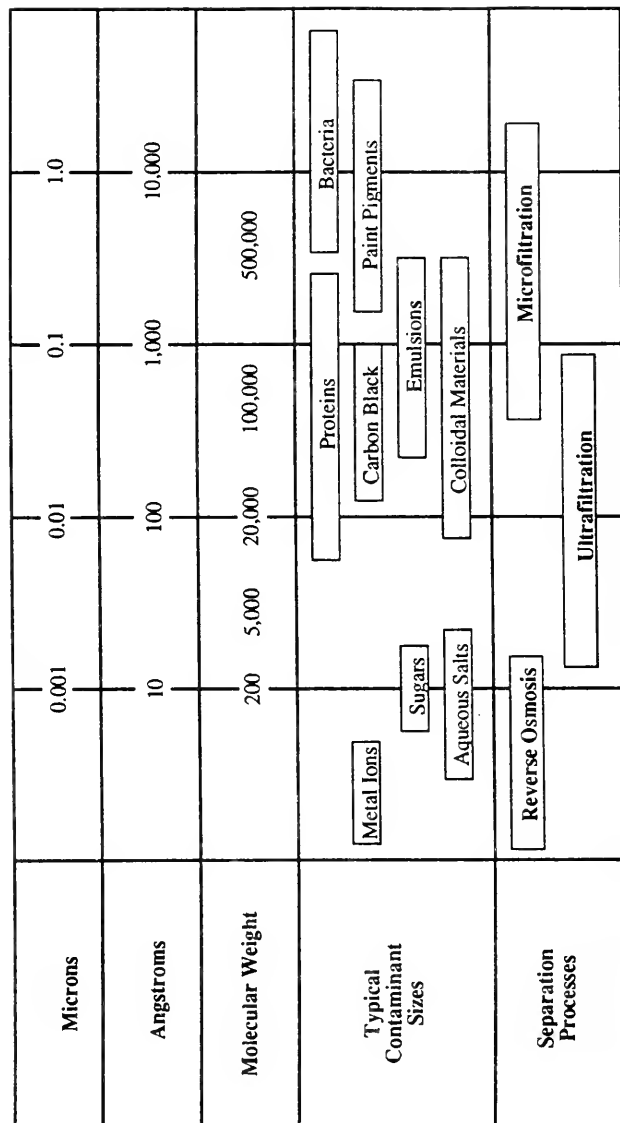 Microns
0.001 0.01 0.1 1.0
Angstroms
10 100 1,000 10,000
Molecular Weight
200 5,000 20,000 100,000 500,000
Typical
Contaminant
Sizes
Proteins Bacteria
Metal Ions Carbon Black Paint Pigments
Sugars Emulsions
Aqueous Salts Colloidal Materials
Separation
Processes
Reverse Osmosis Microfiltration
Ultrafiltration